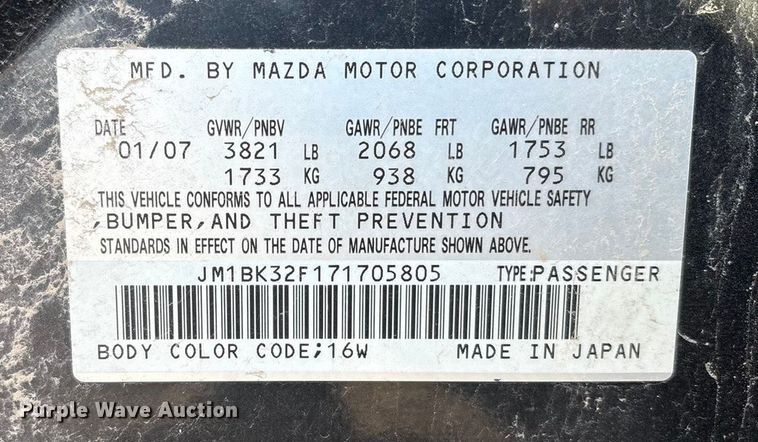 MFD. BY MAZDA MOTOR CORPORATION
DATE GVWR/PNBV GAWR/PNBE FRT GAWR/PNBE RR
01/07 3821 LB 2068 LB 1753 LB
1733 KG 938 KG 795 KG
THIS VEHICLE CONFORMS TO ALL APPLICABLE FEDERAL MOTOR VEHICLE SAFETY
,BUMPER,AND THEFT PREVENTION
STANDARDS IN EFFECT ON THE DATE OF MANUFACTURE SHOWN ABOVE.
JM1BK32F171705805 TYPE:PASSENGER
BODY COLOR CODE;16W MADE IN JAPAN
Purple Wave Auction